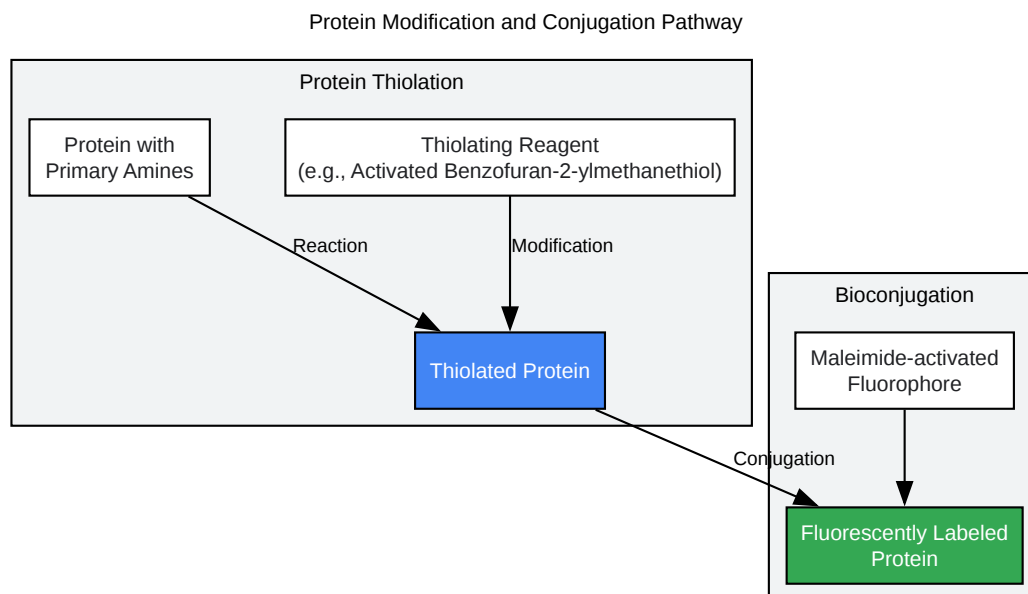 Protein Modification and Conjugation Pathway
Protein Thiolation
Protein with
Primary Amines
Thiolating Reagent
(e.g., Activated Benzofuran-2-ylmethanethiol)
Reaction
Modification
Thiolated Protein
Bioconjugation
Maleimide-activated
Fluorophore
Conjugation
Fluorescently Labeled
Protein